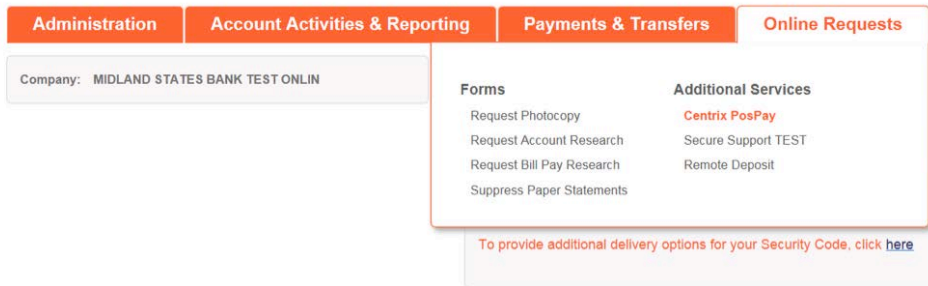 Administration
Account Activities & Reporting
Payments & Transfers
Online Requests
Company: MIDLAND STATES BANK TEST ONLIN
Forms
Request Photocopy
Request Account Research
Request Bill Pay Research
Suppress Paper Statements
Additional Services
Centrix PosPay
Secure Support TEST
Remote Deposit
To provide additional delivery options for your Security Code, click here